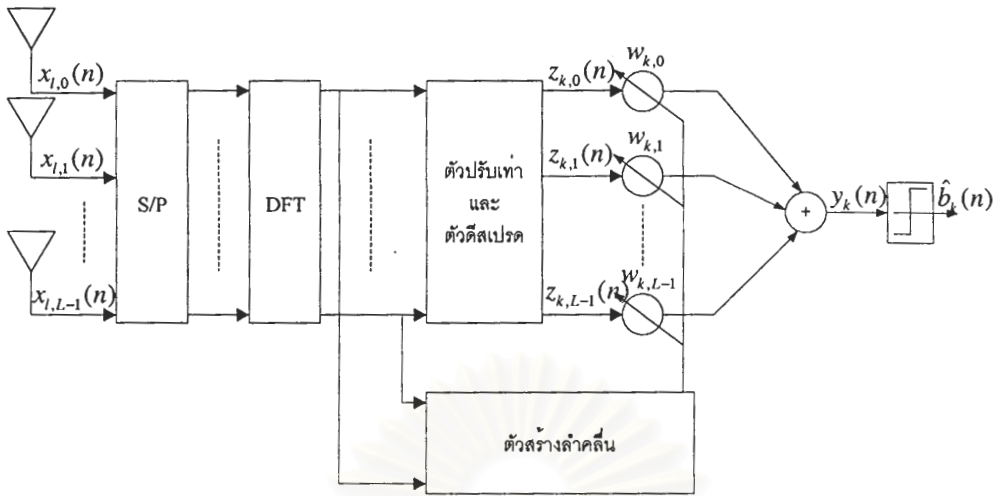 x_{l,0}(n)
x_{l,1}(n)
x_{l,L-1}(n)
S/P
DFT
ตัวปรับเท่า
และ
ตัวดีสเปรด
z_{k,0}(n)
z_{k,1}(n)
z_{k,L-1}(n)
w_{k,0}
w_{k,1}
w_{k,L-1}
+
y_k(n)
\hat{b}_k(n)
ตัวสร้างลำคลื่น